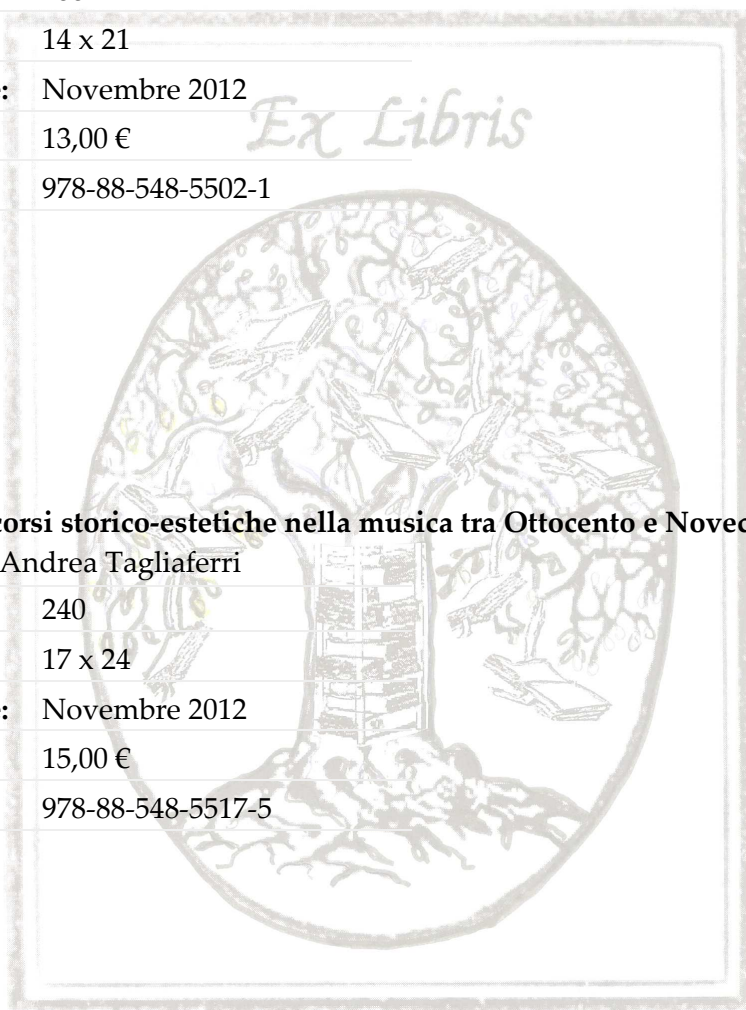 14 x 21
: Novembre 2012
Ex Libris
13,00 €
978-88-548-5502-1
corsi storico-estetiche nella musica tra Ottocento e Novec
Andrea Tagliaferri
240
17 x 24
: Novembre 2012
15,00 €
978-88-548-5517-5